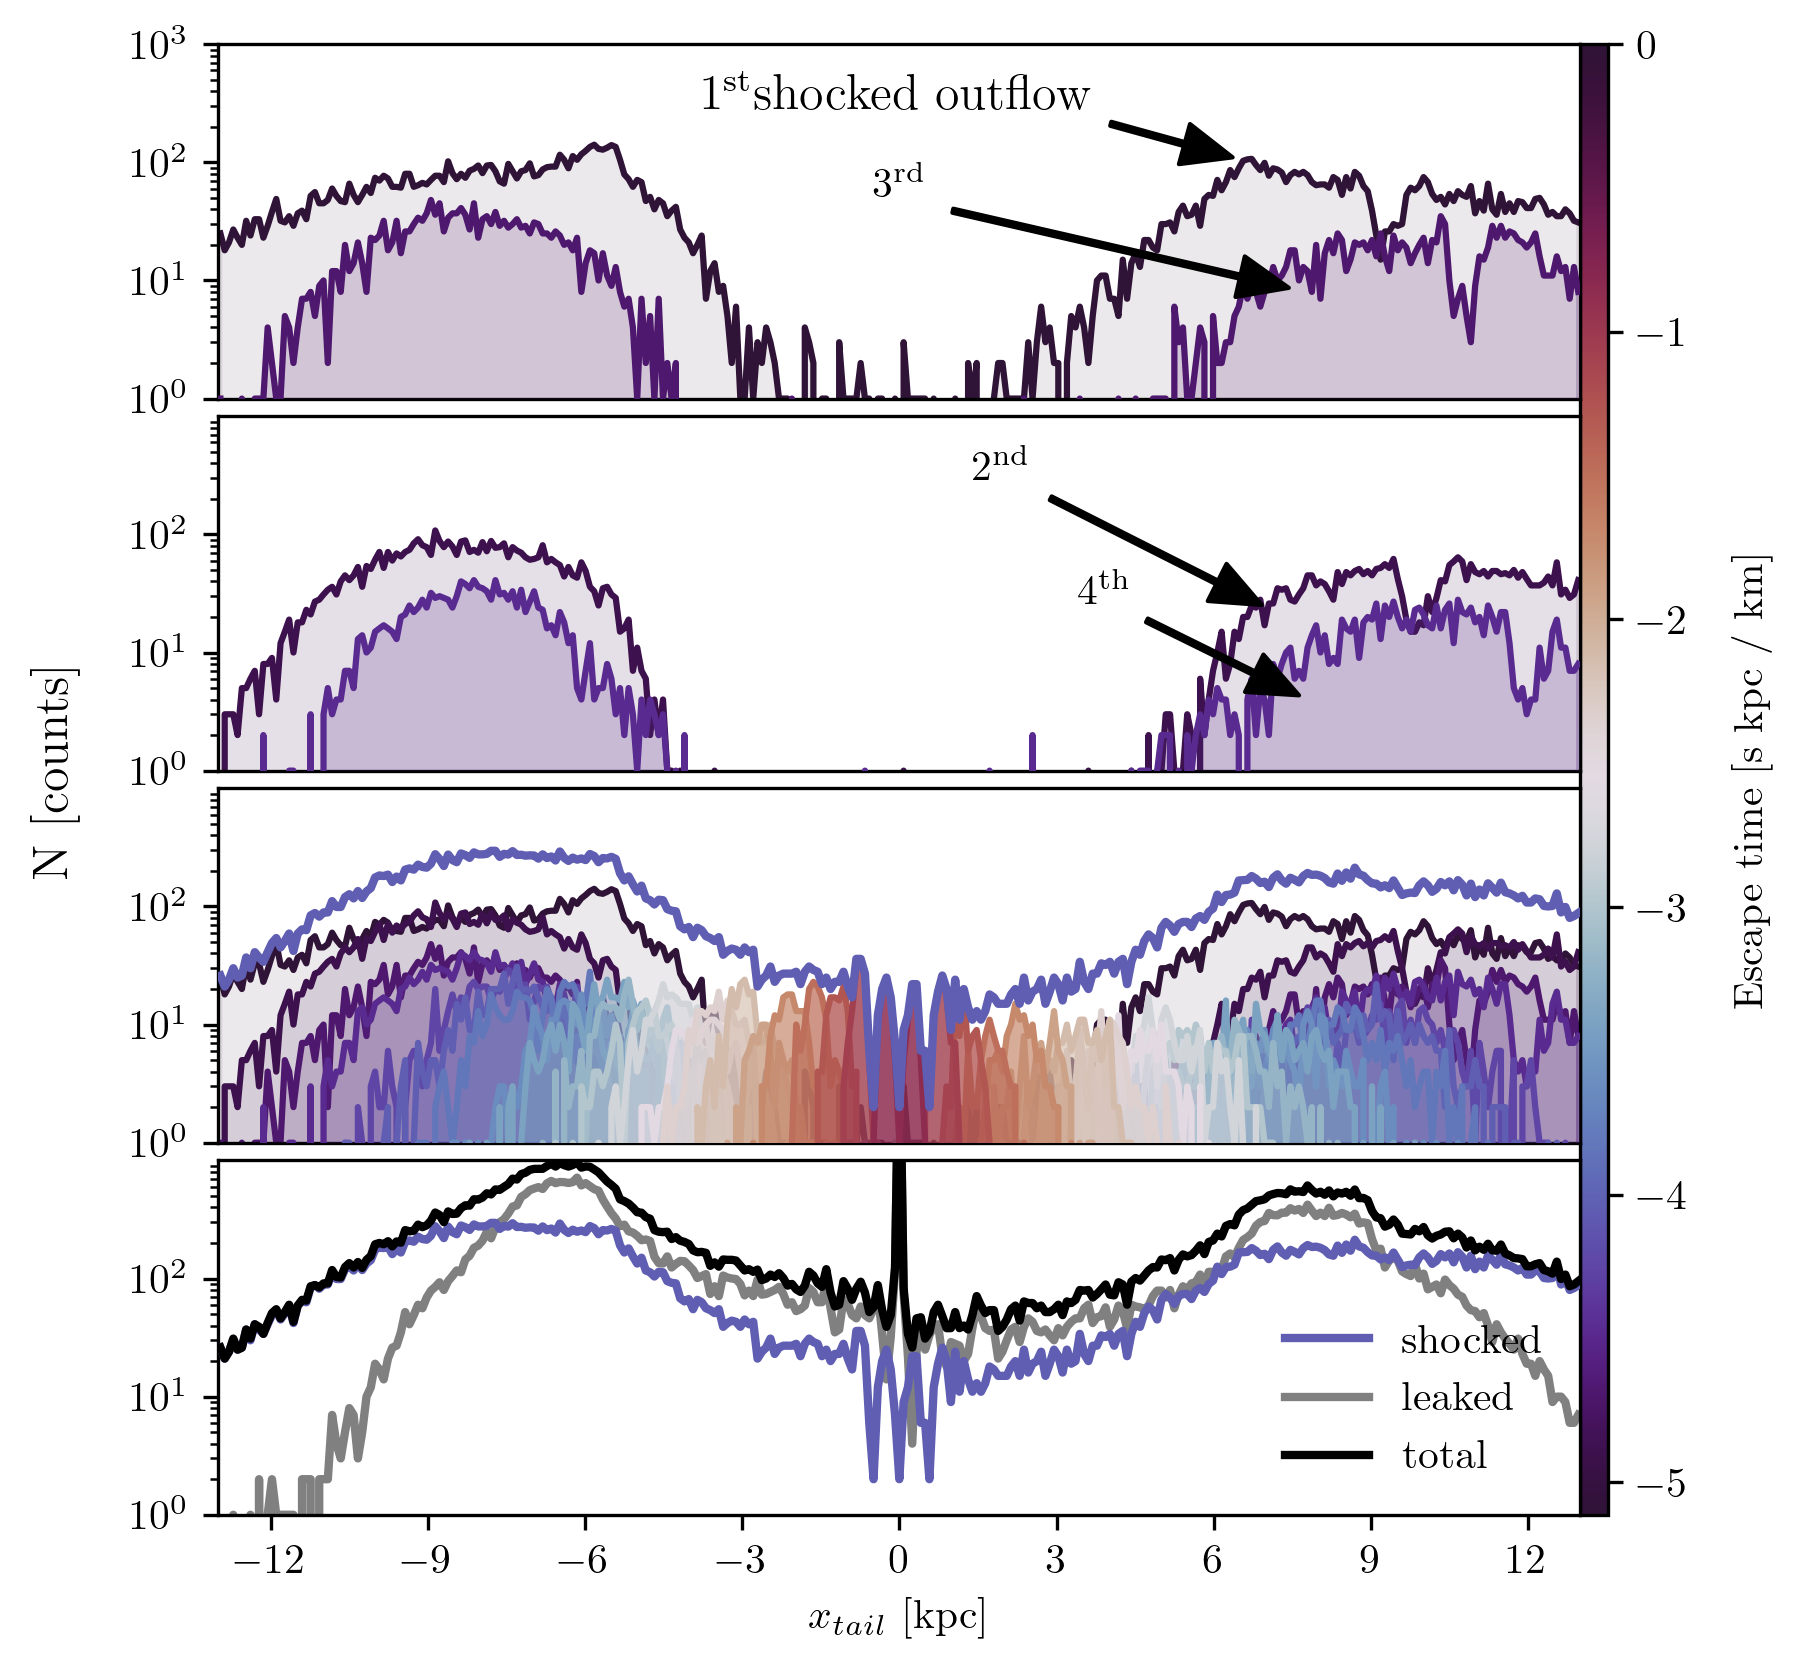 10³
10²
10¹
10⁰
1ˢᵗshocked outflow
3ʳᵈ
10²
10¹
10⁰
2ⁿᵈ
4ᵗʰ
10²
10¹
10⁰
10²
10¹
10⁰
shocked
leaked
total
−12 −9 −6 −3 0 3 6 9 12
x_tail [kpc]
N [counts]
0
−1
−2
−3
−4
−5
Escape time [s kpc / km]